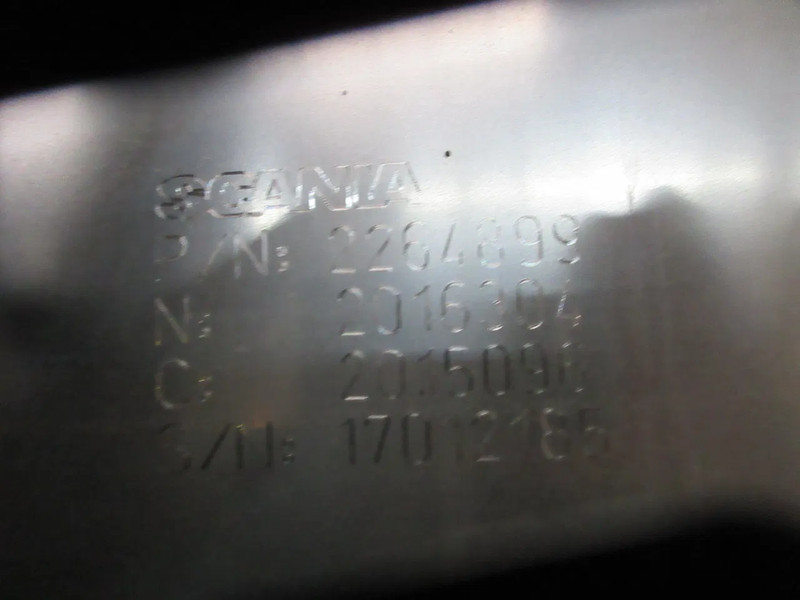 SCANIA
P/N: 2264899
N: 2016304
C: 2015096
S/N: 17012185